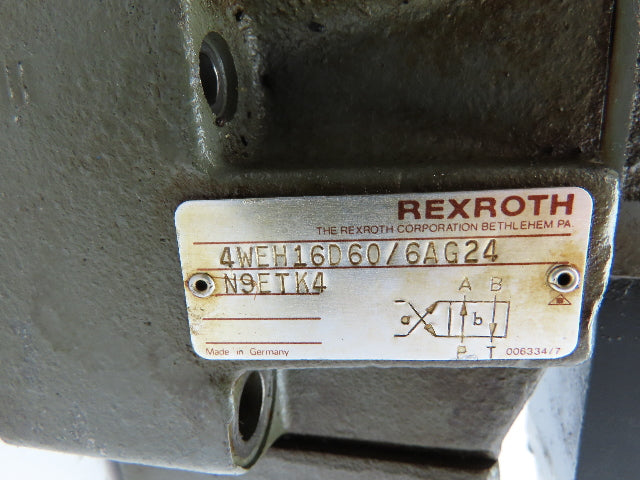 REXROTH
THE REXROTH CORPORATION BETHLEHEM PA.
4WEH16D60/6AG24
N9ETK4
A B
a b
P T
Made in Germany 006334/7